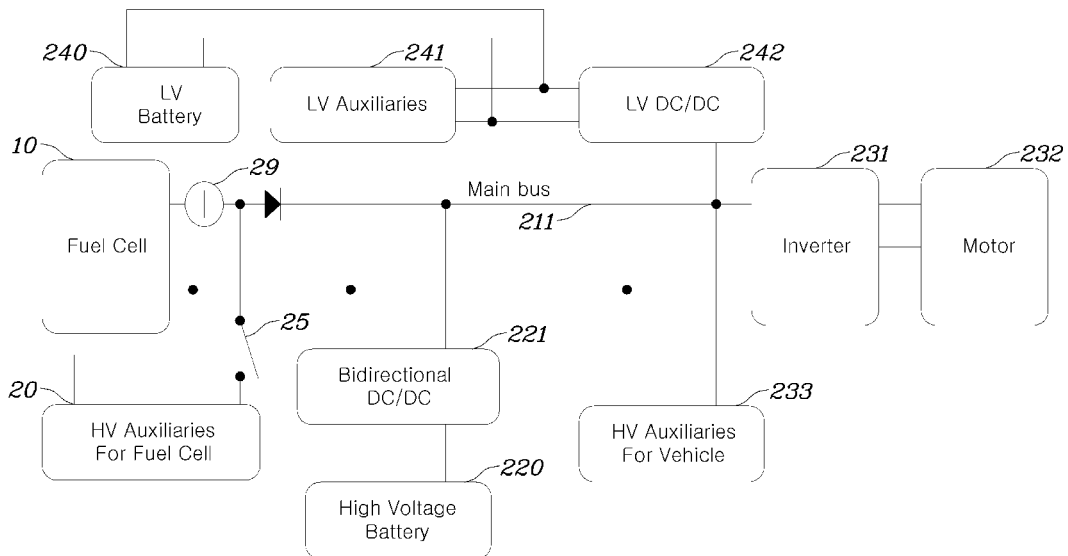 240
241
242
LV
Battery
LV Auxiliaries
LV DC/DC
10
29
231
232
Main bus
211
Fuel Cell
Inverter
Motor
25
221
Bidirectional
DC/DC
20
233
HV Auxiliaries
For Fuel Cell
HV Auxiliaries
For Vehicle
220
High Voltage
Battery